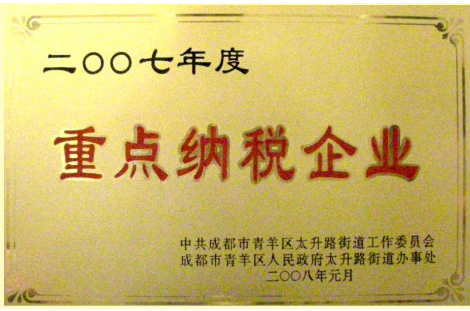 二〇〇七年度
重点纳税企业
中共成都市青羊区太升路街道工作委员会
成都市青羊区人民政府太升路街道办事处
二〇〇八年元月